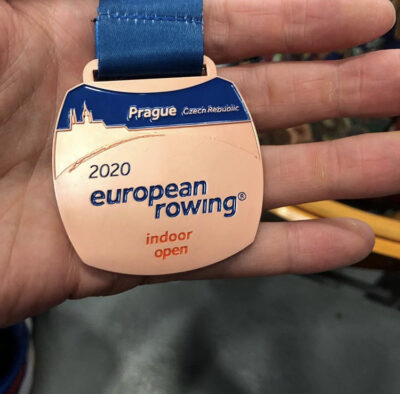 Prague Czech Republic
2020
european
rowing®
indoor
open